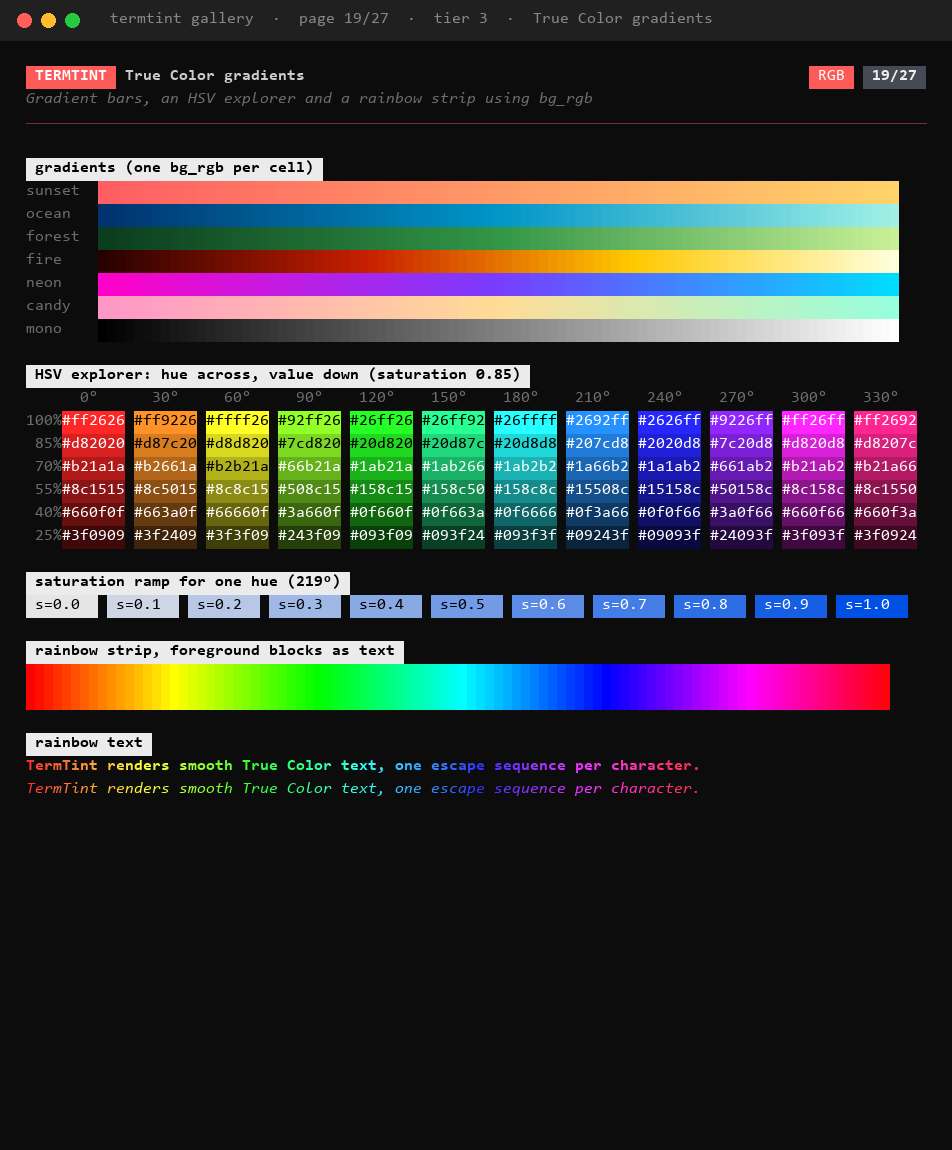 termtint gallery · page 19/27 · tier 3 · True Color gradients
TERMTINT True Color gradients RGB 19/27
Gradient bars, an HSV explorer and a rainbow strip using bg_rgb
gradients (one bg_rgb per cell)
sunset
ocean
forest
fire
neon
candy
mono
HSV explorer: hue across, value down (saturation 0.85)
0° 30° 60° 90° 120° 150° 180° 210° 240° 270° 300° 330°
100% #ff2626 #ff9226 #ffff26 #92ff26 #26ff26 #26ff92 #26ffff #2692ff #2626ff #9226ff #ff26ff #ff2692
85% #d82020 #d87c20 #d8d820 #7cd820 #20d820 #20d87c #20d8d8 #207cd8 #2020d8 #7c20d8 #d820d8 #d8207c
70% #b21a1a #b2661a #b2b21a #66b21a #1ab21a #1ab266 #1ab2b2 #1a66b2 #1a1ab2 #661ab2 #b21ab2 #b21a66
55% #8c1515 #8c5015 #8c8c15 #508c15 #158c15 #158c50 #158c8c #15508c #15158c #50158c #8c158c #8c1550
40% #660f0f #663a0f #66660f #3a660f #0f660f #0f663a #0f6666 #0f3a66 #0f0f66 #3a0f66 #660f66 #660f3a
25% #3f0909 #3f2409 #3f3f09 #243f09 #093f09 #093f24 #093f3f #09243f #09093f #24093f #3f093f #3f0924
saturation ramp for one hue (219°)
s=0.0 s=0.1 s=0.2 s=0.3 s=0.4 s=0.5 s=0.6 s=0.7 s=0.8 s=0.9 s=1.0
rainbow strip, foreground blocks as text
rainbow text
TermTint renders smooth True Color text, one escape sequence per character.
TermTint renders smooth True Color text, one escape sequence per character.